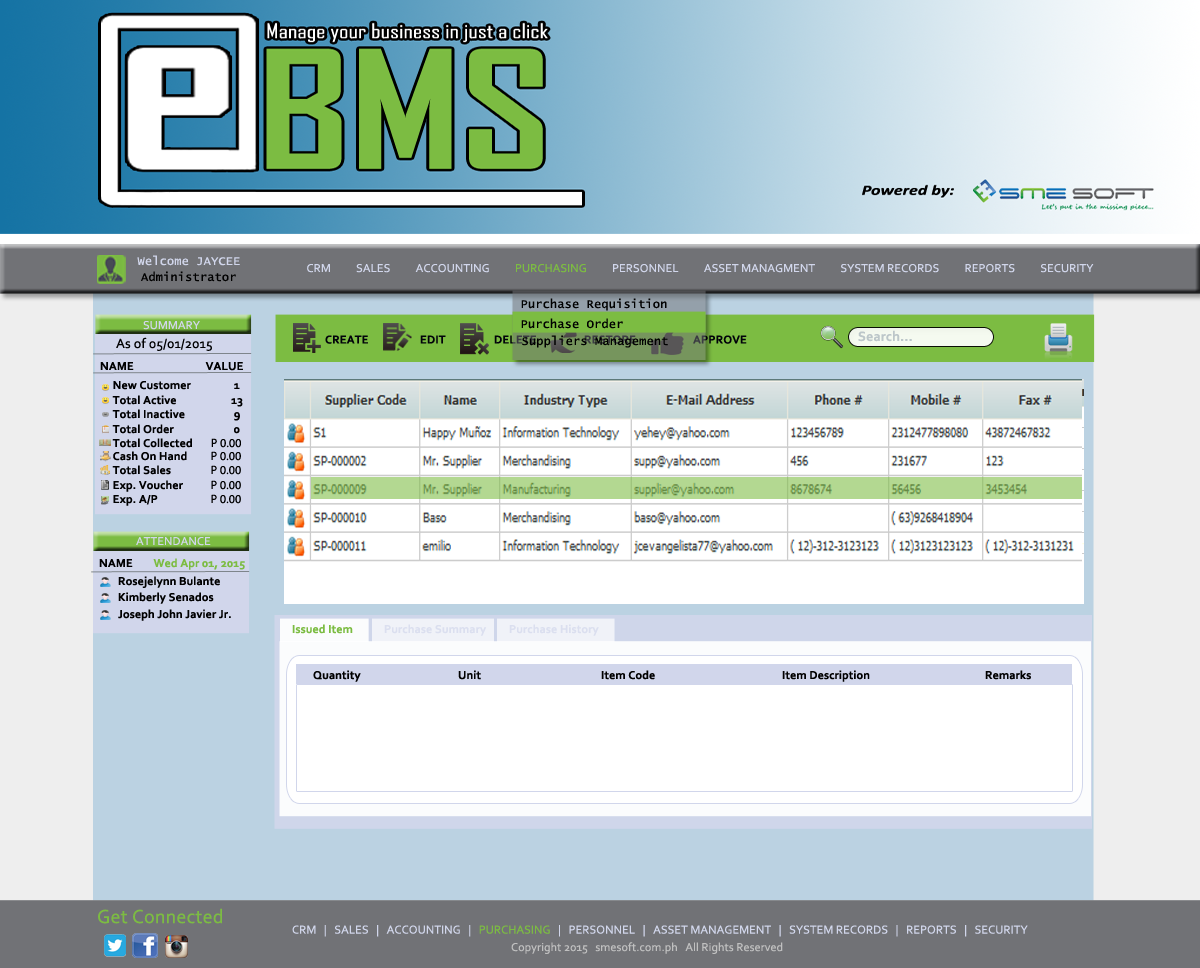 Manage your business in just a click
eBMS
Powered by: SME SOFT
Let's put in the missing piece...
Welcome JAYCEE
Administrator
CRM SALES ACCOUNTING PURCHASING PERSONNEL ASSET MANAGMENT SYSTEM RECORDS REPORTS SECURITY
Purchase Requisition
Purchase Order
Suppliers Management
CREATE EDIT DELETE RESTORE APPROVE Search...
SUMMARY
As of 05/01/2015
NAME VALUE
New Customer 1
Total Active 13
Total Inactive 9
Total Order 0
Total Collected P 0.00
Cash On Hand P 0.00
Total Sales P 0.00
Exp. Voucher P 0.00
Exp. A/P P 0.00
ATTENDANCE
NAME Wed Apr 01, 2015
Rosejelynn Bulante
Kimberly Senados
Joseph John Javier Jr.
Supplier Code Name Industry Type E-Mail Address Phone # Mobile # Fax #
S1 Happy Muñoz Information Technology yehey@yahoo.com 123456789 2312477898080 43872467832
SP-000002 Mr. Supplier Merchandising supp@yahoo.com 456 231677 123
SP-000009 Mr. Supplier Manufacturing supplier@yahoo.com 8678674 56456 3453454
SP-000010 Baso Merchandising baso@yahoo.com ( 63)9268418904
SP-000011 emilio Information Technology jcevangelista77@yahoo.com ( 12)-312-3123123 ( 12)3123123123 ( 12)-312-3131231
Issued Item Purchase Summary Purchase History
Quantity Unit Item Code Item Description Remarks
Get Connected
CRM | SALES | ACCOUNTING | PURCHASING | PERSONNEL | ASSET MANAGEMENT | SYSTEM RECORDS | REPORTS | SECURITY
Copyright 2015 smesoft.com.ph All Rights Reserved